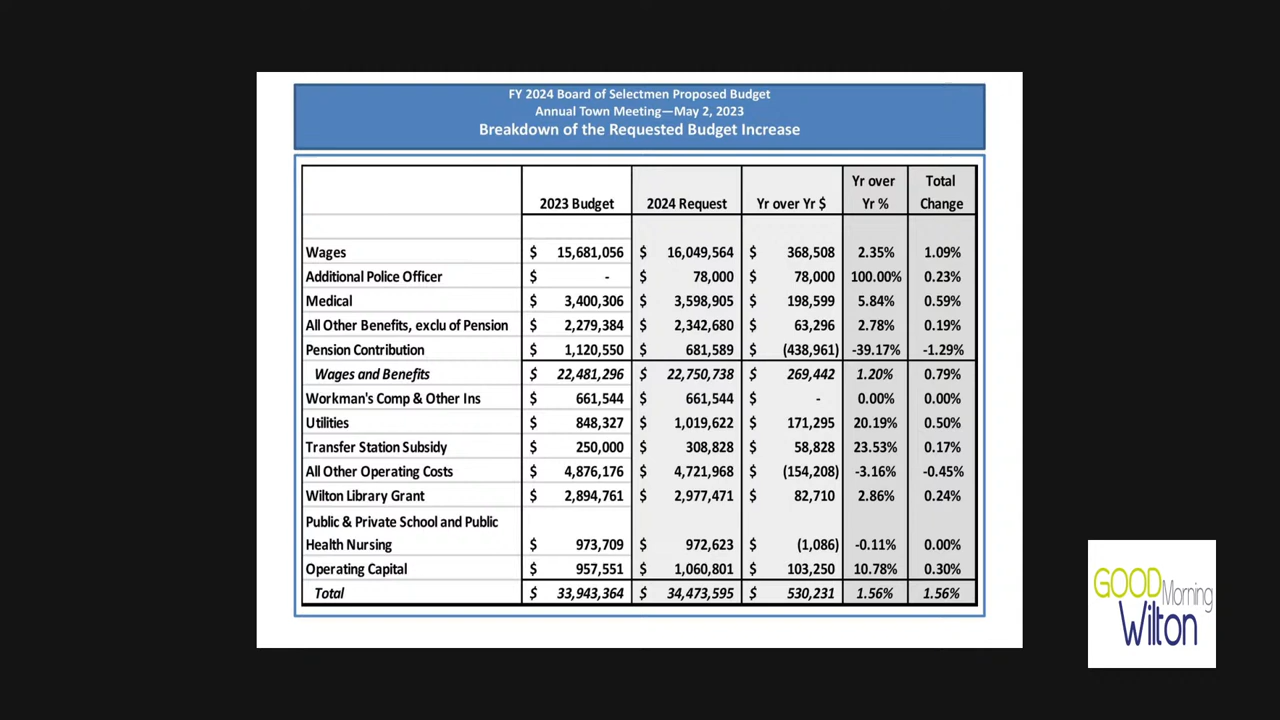 FY 2024 Board of Selectmen Proposed Budget
Annual Town Meeting—May 2, 2023
Breakdown of the Requested Budget Increase
2023 Budget 2024 Request Yr over Yr $ Yr over Yr % Total Change
Wages $ 15,681,056 $ 16,049,564 $ 368,508 2.35% 1.09%
Additional Police Officer $ - $ 78,000 $ 78,000 100.00% 0.23%
Medical $ 3,400,306 $ 3,598,905 $ 198,599 5.84% 0.59%
All Other Benefits, exclu of Pension $ 2,279,384 $ 2,342,680 $ 63,296 2.78% 0.19%
Pension Contribution $ 1,120,550 $ 681,589 $ (438,961) -39.17% -1.29%
Wages and Benefits $ 22,481,296 $ 22,750,738 $ 269,442 1.20% 0.79%
Workman's Comp & Other Ins $ 661,544 $ 661,544 $ - 0.00% 0.00%
Utilities $ 848,327 $ 1,019,622 $ 171,295 20.19% 0.50%
Transfer Station Subsidy $ 250,000 $ 308,828 $ 58,828 23.53% 0.17%
All Other Operating Costs $ 4,876,176 $ 4,721,968 $ (154,208) -3.16% -0.45%
Wilton Library Grant $ 2,894,761 $ 2,977,471 $ 82,710 2.86% 0.24%
Public & Private School and Public
Health Nursing $ 973,709 $ 972,623 $ (1,086) -0.11% 0.00%
Operating Capital $ 957,551 $ 1,060,801 $ 103,250 10.78% 0.30%
Total $ 33,943,364 $ 34,473,595 $ 530,231 1.56% 1.56%
GOOD Morning
Wilton